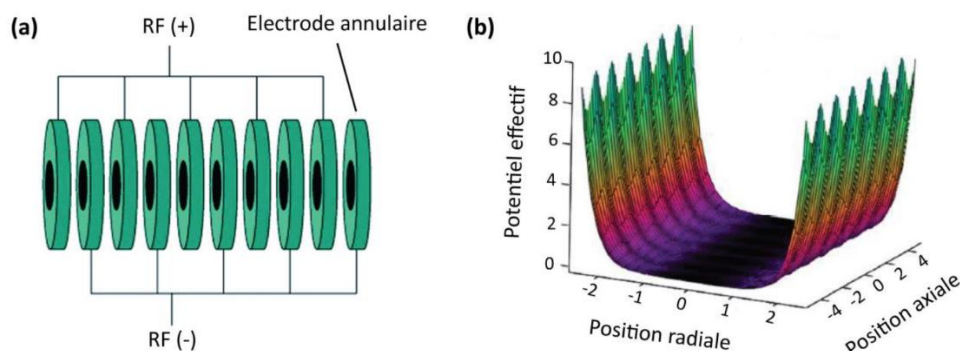 (a)
RF (+)
Electrode annulaire
RF (-)
(b)
Potentiel effectif
10
8
6
4
2
0
-2
-1
0
1
2
Position radiale
-4
-2
0
2
4
Position axiale